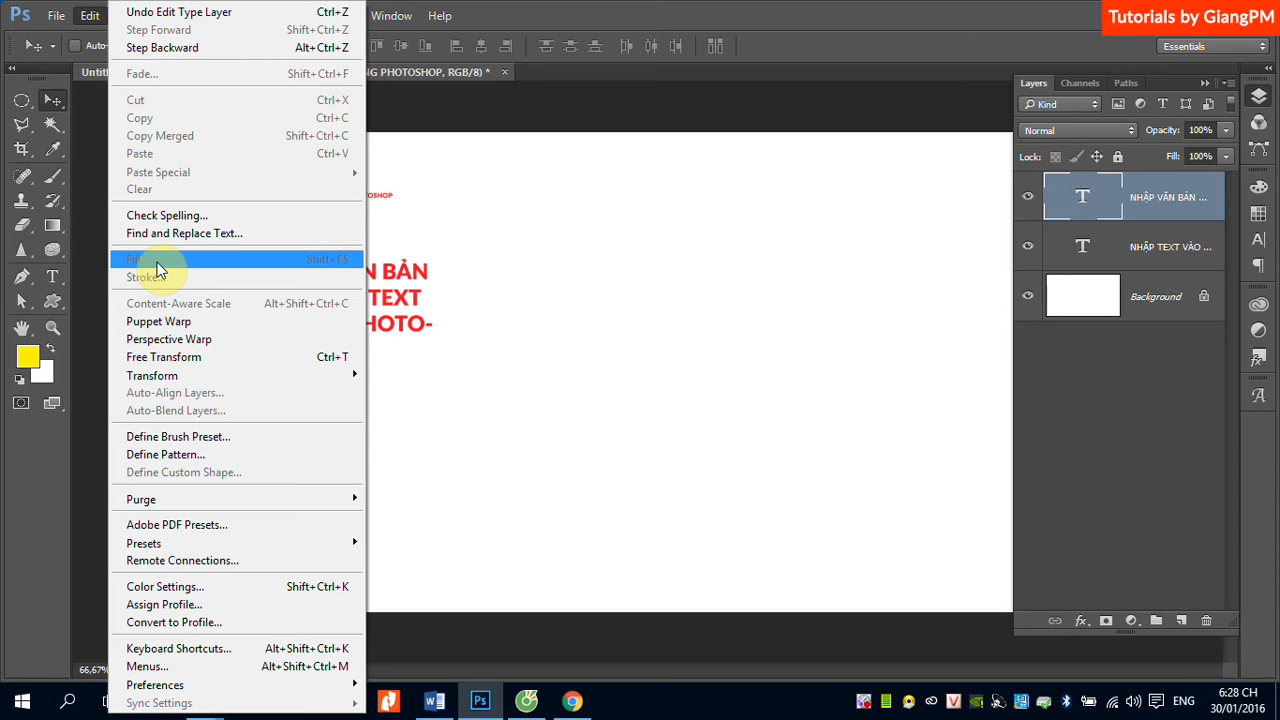 Ps File Edit Window Help
Tutorials by GiangPM
Auto-
Essentials
NG PHOTOSHOP, RGB/8) *
Undo Edit Type Layer Ctrl+Z
Step Forward Shift+Ctrl+Z
Step Backward Alt+Ctrl+Z
Fade... Shift+Ctrl+F
Cut Ctrl+X
Copy Ctrl+C
Copy Merged Shift+Ctrl+C
Paste Ctrl+V
Paste Special
Clear
Check Spelling...
Find and Replace Text...
Shift+F5
Stroke...
Content-Aware Scale Alt+Shift+Ctrl+C
Puppet Warp
Perspective Warp
Free Transform Ctrl+T
Transform
Auto-Align Layers...
Auto-Blend Layers...
Define Brush Preset...
Define Pattern...
Define Custom Shape...
Purge
Adobe PDF Presets...
Presets
Remote Connections...
Color Settings... Shift+Ctrl+K
Assign Profile...
Convert to Profile...
Keyboard Shortcuts... Alt+Shift+Ctrl+K
Menus... Alt+Shift+Ctrl+M
Preferences
Sync Settings
N BẢN
TEXT
HOTO-
Layers Channels Paths
Kind
Normal Opacity: 100%
Lock: Fill: 100%
T NHẬP VĂN BẢN ...
T NHẬP TEXT VÀO ...
Background
66,67%
ENG
6:28 CH
30/01/2016